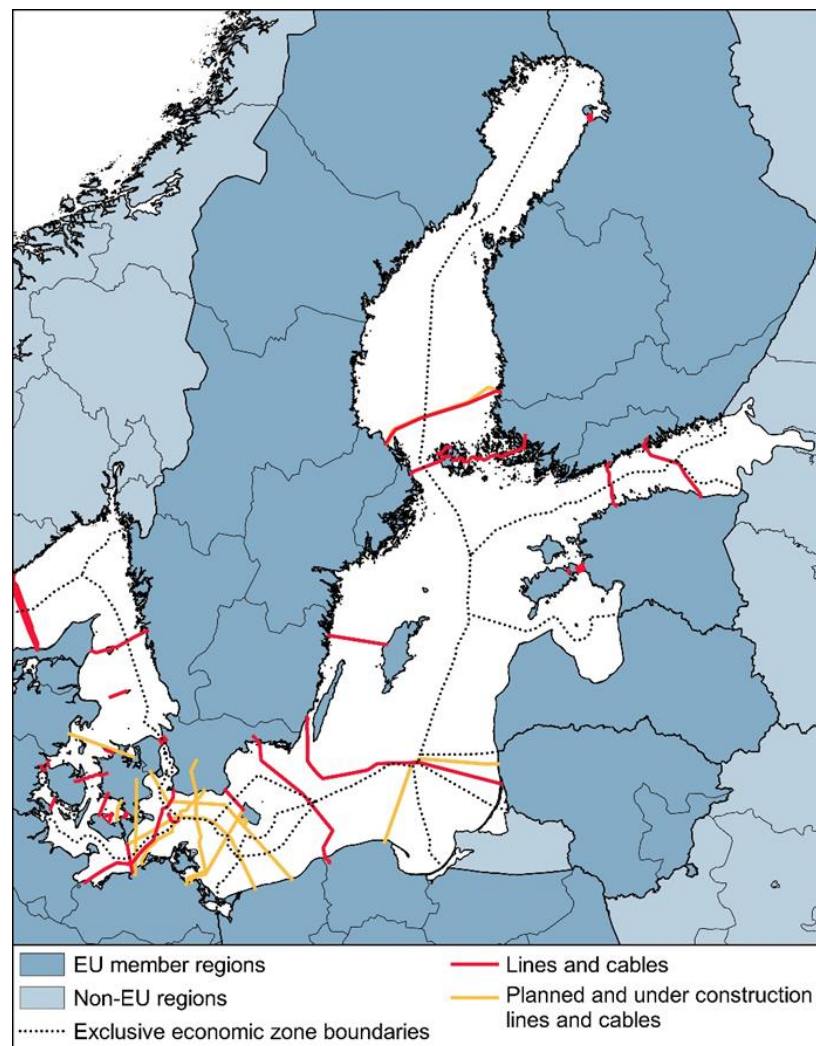 EU member regions
Non-EU regions
Exclusive economic zone boundaries
Lines and cables
Planned and under construction
lines and cables